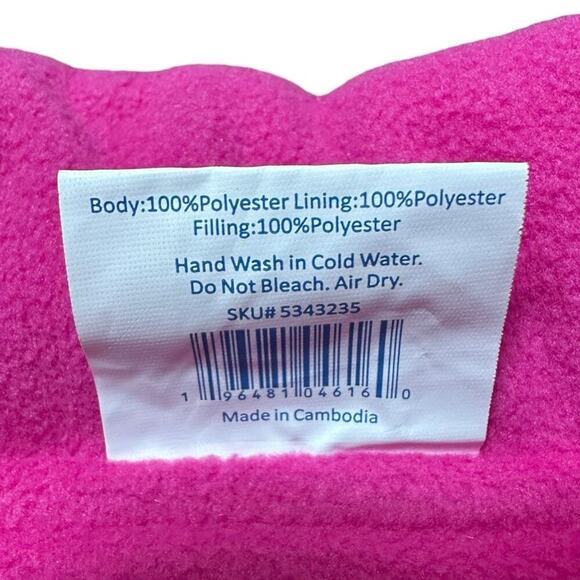 Body:100%Polyester Lining:100%Polyester
Filling:100%Polyester
Hand Wash in Cold Water.
Do Not Bleach. Air Dry.
SKU# 5343235
1 96481 04616 0
Made in Cambodia